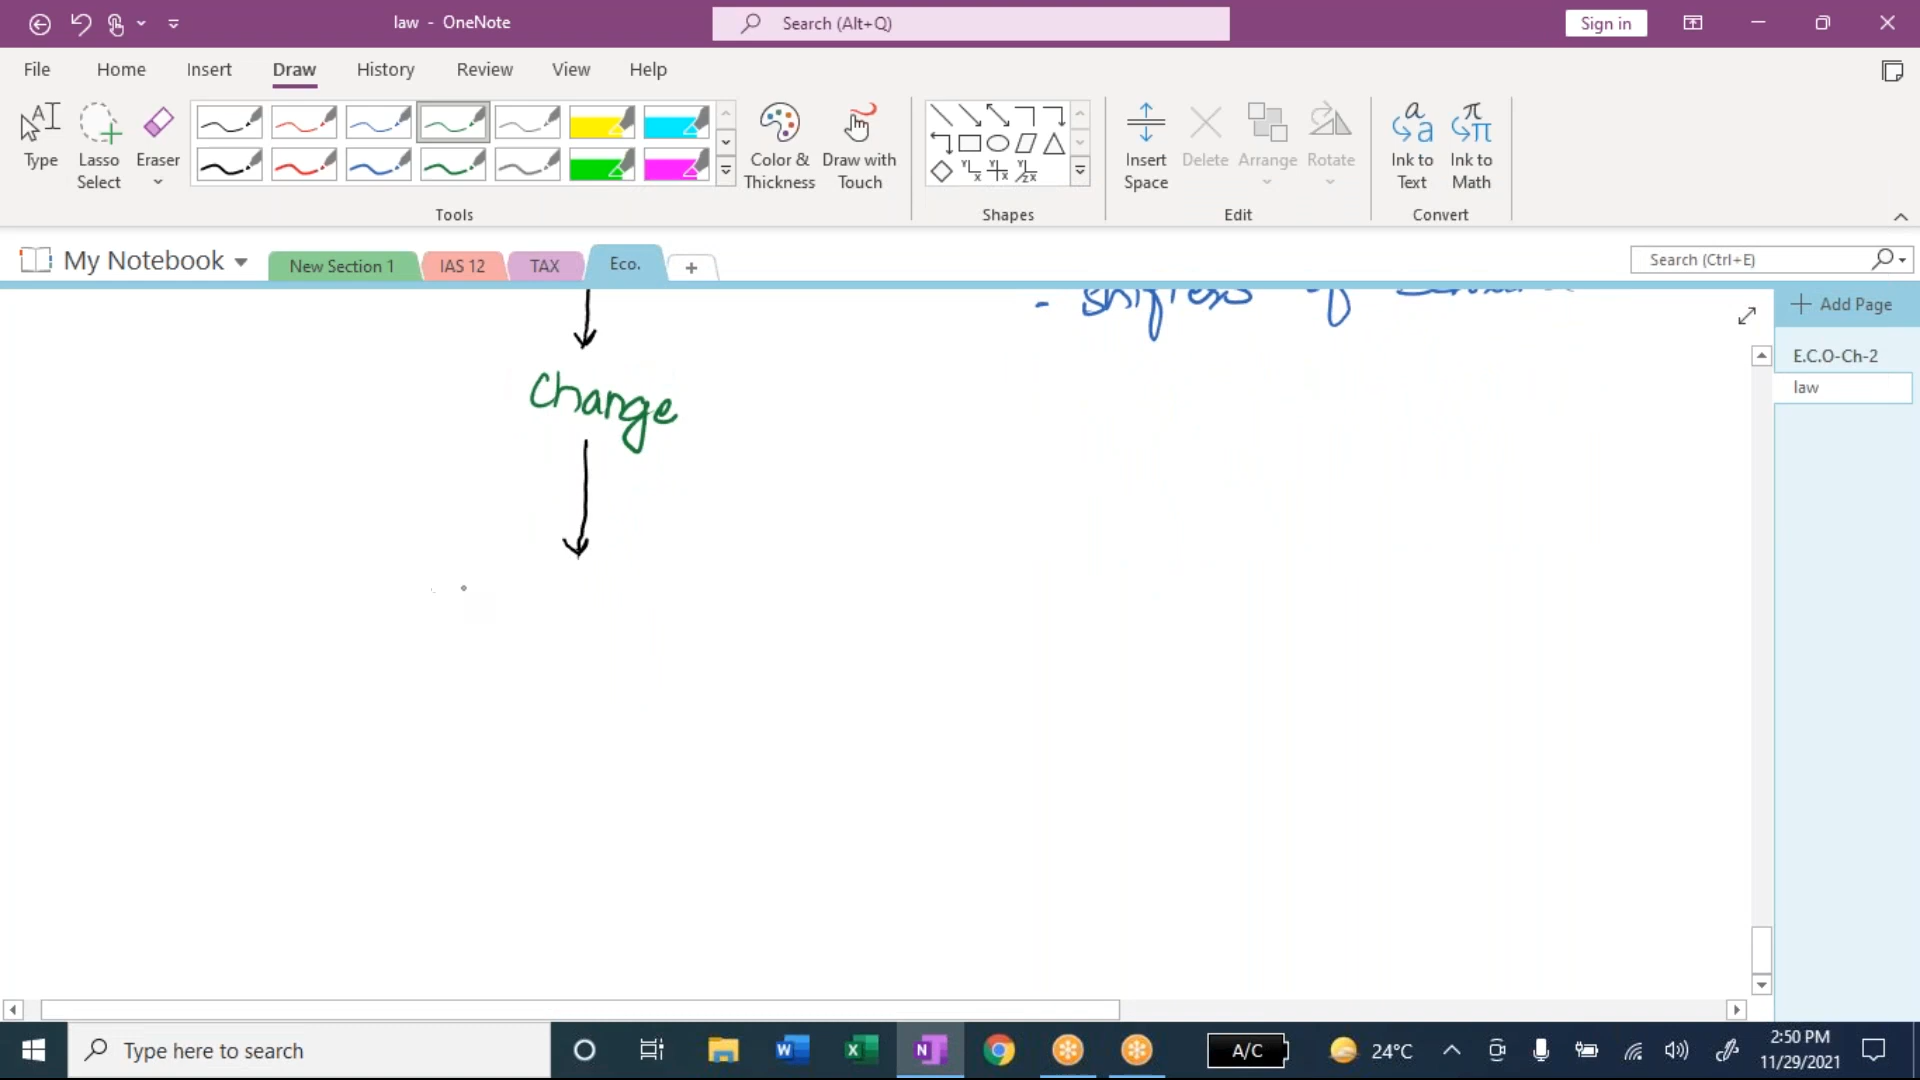 law - OneNote
Search (Alt+Q)
Sign in
File Home Insert Draw History Review View Help
Type
Lasso Select
Eraser
Color & Thickness
Draw with Touch
Insert Space
Delete
Arrange
Rotate
Ink to Text
Ink to Math
Tools
Shapes
Edit
Convert
My Notebook
New Section 1
IAS 12
TAX
Eco.
+
Search (Ctrl+E)
- of
Add Page
E.C.O-Ch-2
law
Change
Type here to search
A/C
24°C
2:50 PM
11/29/2021